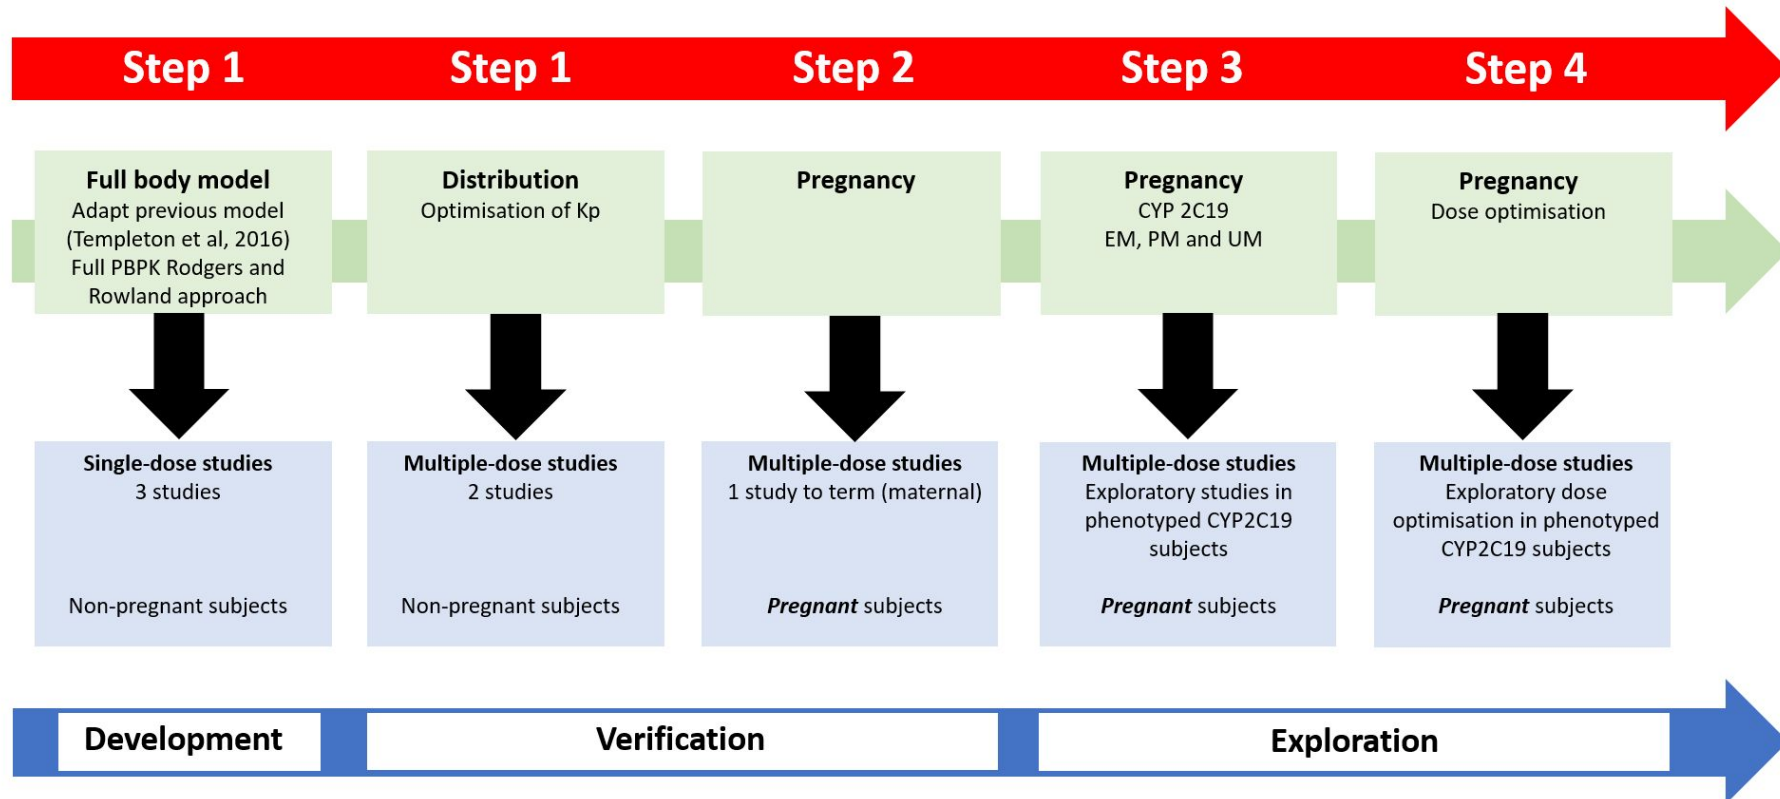 Step 1
Step 1
Step 2
Step 3
Step 4
Full body model
Adapt previous model
(Templeton et al, 2016)
Full PBPK Rodgers and
Rowland approach
Distribution
Optimisation of Kp
Pregnancy
Pregnancy
CYP 2C19
EM, PM and UM
Pregnancy
Dose optimisation
Single-dose studies
3 studies
Non-pregnant subjects
Multiple-dose studies
2 studies
Non-pregnant subjects
Multiple-dose studies
1 study to term (maternal)
Pregnant subjects
Multiple-dose studies
Exploratory studies in
phenotyped CYP2C19
subjects
Pregnant subjects
Multiple-dose studies
Exploratory dose
optimisation in phenotyped
CYP2C19 subjects
Pregnant subjects
Development
Verification
Exploration